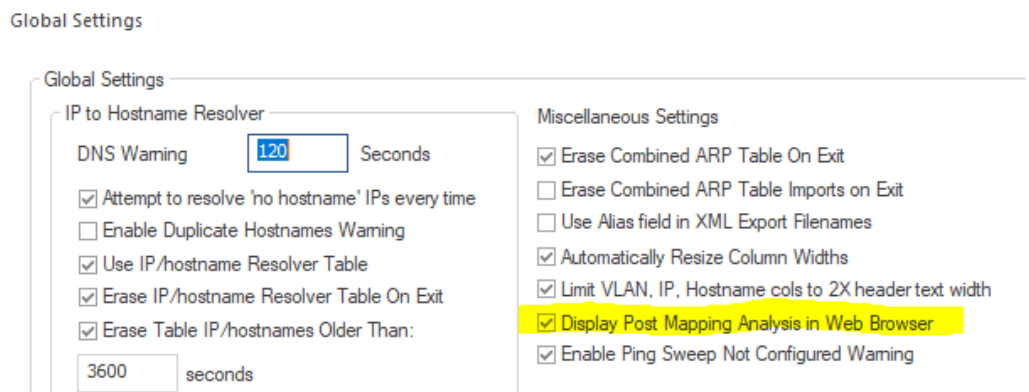 Global Settings
Global Settings
IP to Hostname Resolver
DNS Warning 120 Seconds
Attempt to resolve 'no hostname' IPs every time
Enable Duplicate Hostnames Warning
Use IP/hostname Resolver Table
Erase IP/hostname Resolver Table On Exit
Erase Table IP/hostnames Older Than:
3600 seconds
Miscellaneous Settings
Erase Combined ARP Table On Exit
Erase Combined ARP Table Imports on Exit
Use Alias field in XML Export Filenames
Automatically Resize Column Widths
Limit VLAN, IP, Hostname cols to 2X header text width
Display Post Mapping Analysis in Web Browser
Enable Ping Sweep Not Configured Warning